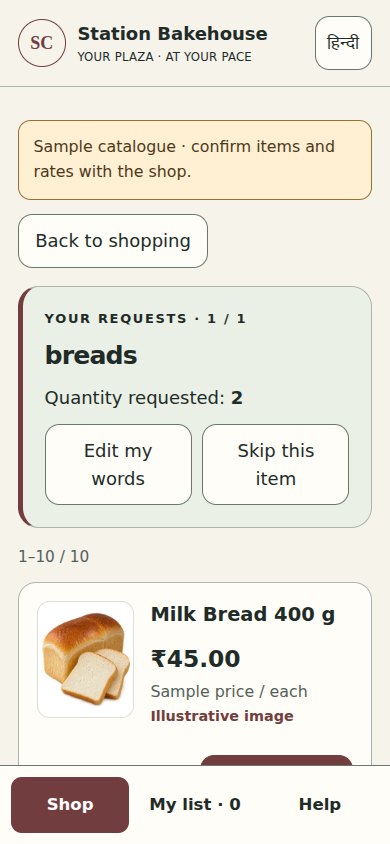 SC
Station Bakehouse
YOUR PLAZA · AT YOUR PACE
हिन्दी
Sample catalogue · confirm items and
rates with the shop.
Back to shopping
YOUR REQUESTS · 1 / 1
breads
Quantity requested: 2
Edit my
words
Skip this
item
1–10 / 10
Milk Bread 400 g
₹45.00
Sample price / each
Illustrative image
Shop
My list · 0
Help